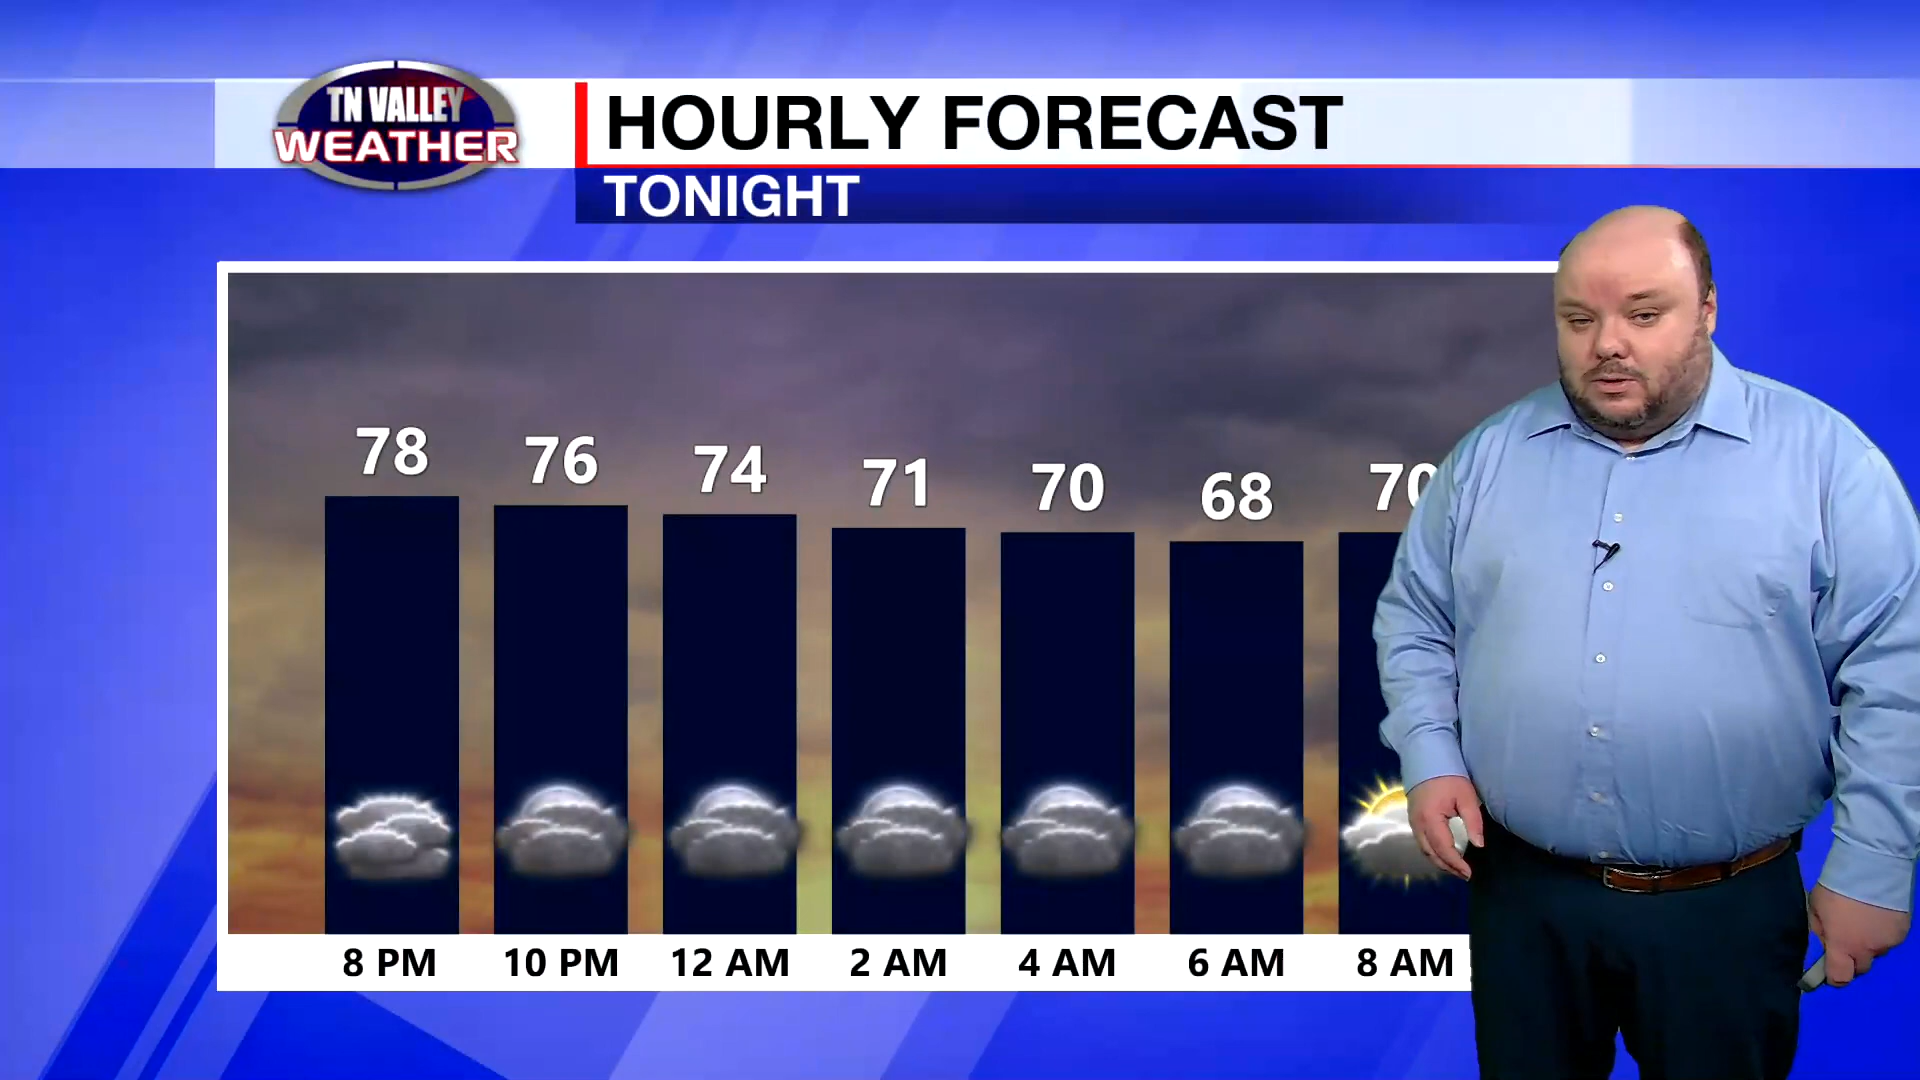 TN VALLEY
WEATHER
HOURLY FORECAST
TONIGHT
78 76 74 71 70 68 70
8 PM 10 PM 12 AM 2 AM 4 AM 6 AM 8 AM